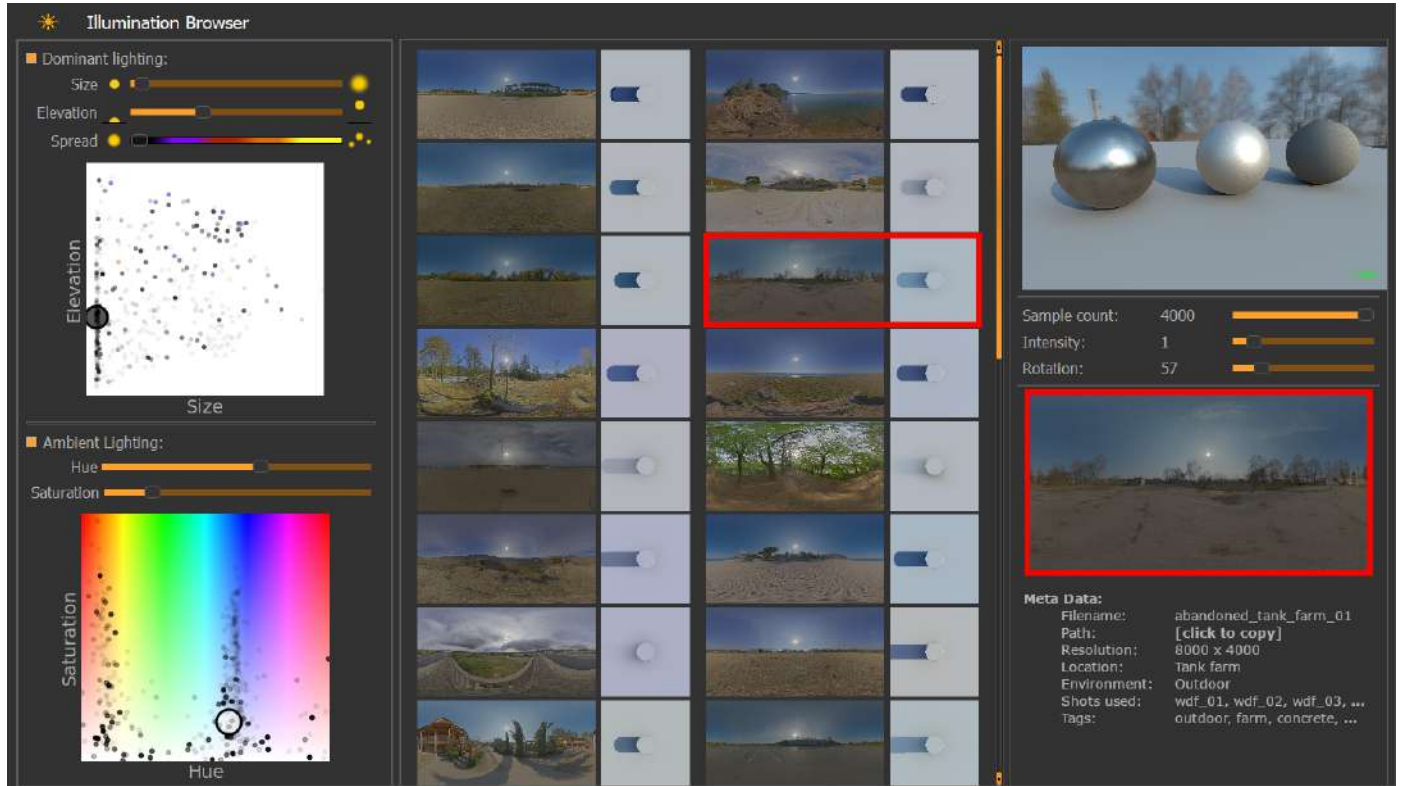 Illumination Browser
Dominant lighting:
Size
Elevation
Spread
Elevation
Size
Ambient Lighting:
Hue
Saturation
Saturation
Hue
Sample count: 4000
Intensity: 1
Rotation: 57
Meta Data:
Filename: abandoned_tank_farm_01
Path: [click to copy]
Resolution: 8000 x 4000
Location: Tank farm
Environment: Outdoor
Shots used: wdf_01, wdf_02, wdf_03, ...
Tags: outdoor, farm, concrete, ...